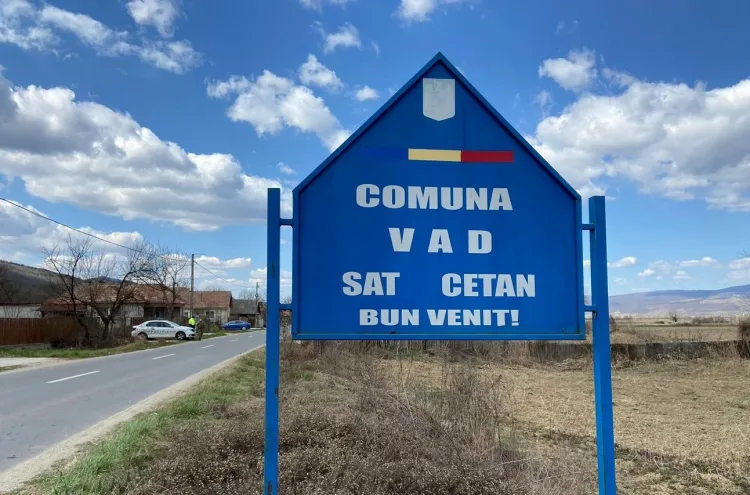 COMUNA
VAD
SAT CETAN
BUN VENIT!